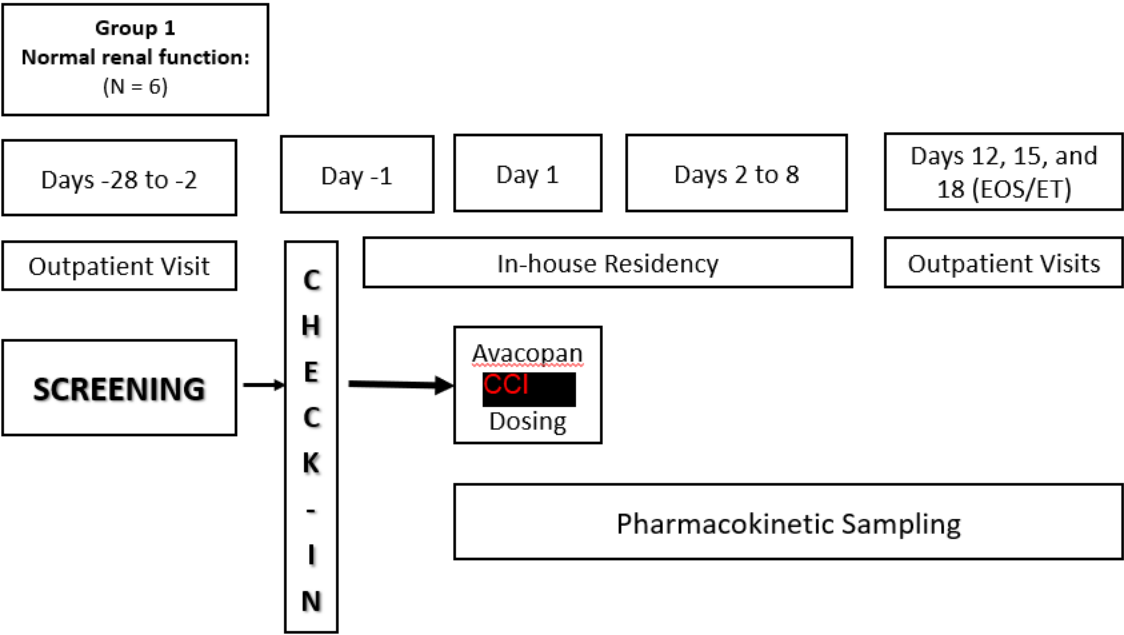 Group 1
Normal renal function:
(N = 6)
Days -28 to -2
Day -1
Day 1
Days 2 to 8
Days 12, 15, and
18 (EOS/ET)
Outpatient Visit
In-house Residency
Outpatient Visits
SCREENING
C
H
E
C
K
-
I
N
Avacopan
CCI
Dosing
Pharmacokinetic Sampling